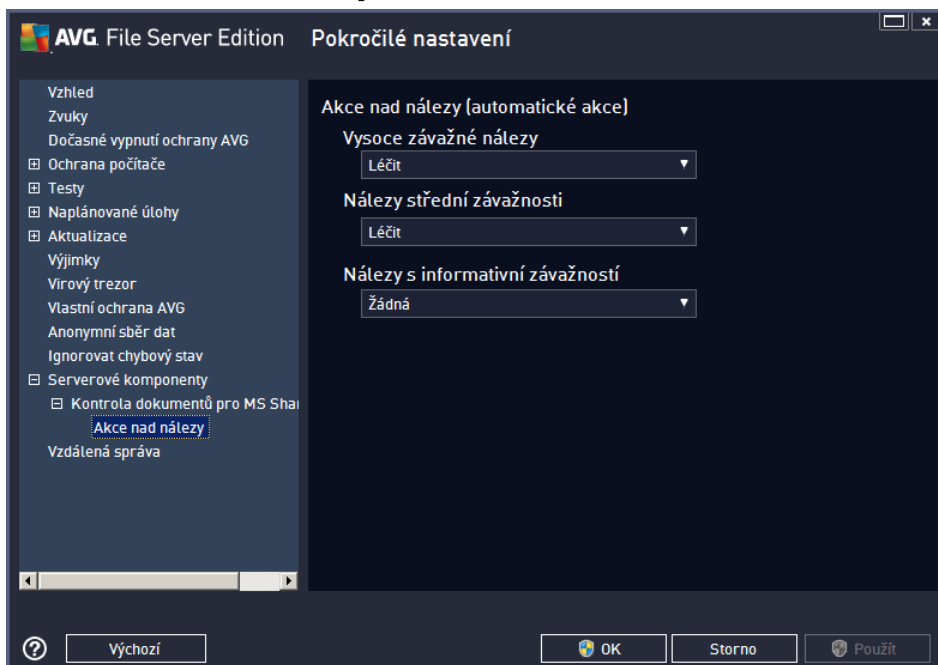 AVG. File Server Edition Pokročilé nastavení
Vzhled
Zvuky
Dočasné vypnutí ochrany AVG
Ochrana počítače
Testy
Naplánované úlohy
Aktualizace
Výjimky
Virový trezor
Vlastní ochrana AVG
Anonymní sběr dat
Ignorovat chybový stav
Serverové komponenty
Kontrola dokumentů pro MS Shar
Akce nad nálezy
Vzdálená správa
Akce nad nálezy (automatické akce)
Vysoce závažné nálezy
Léčit
Nálezy střední závažnosti
Léčit
Nálezy s informativní závažností
Žádná
Výchozí
OK
Storno
Použít